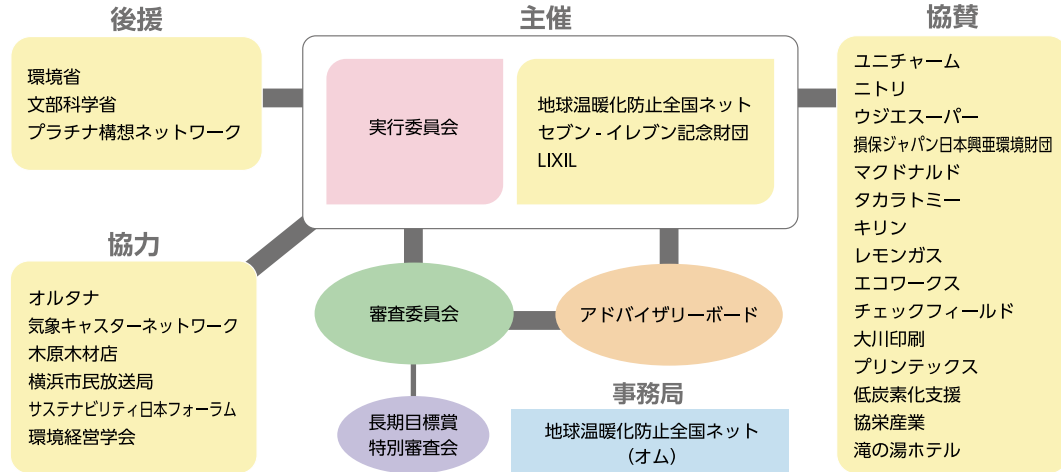 後援
環境省
文部科学省
プラチナ構想ネットワーク
主催
実行委員会
地球温暖化防止全国ネット
セブン - イレブン記念財団
LIXIL
協賛
ユニチャーム
ニトリ
ウジエスーパー
損保ジャパン日本興亜環境財団
マクドナルド
タカラトミー
キリン
レモンガス
エコワークス
チェックフィールド
大川印刷
プリンテックス
低炭素化支援
協栄産業
滝の湯ホテル
協力
オルタナ
気象キャスターネットワーク
木原木材店
横浜市民放送局
サステナビリティ日本フォーラム
環境経営学会
審査委員会
アドバイザリーボード
長期目標賞
特別審査会
事務局
地球温暖化防止全国ネット
（オム）